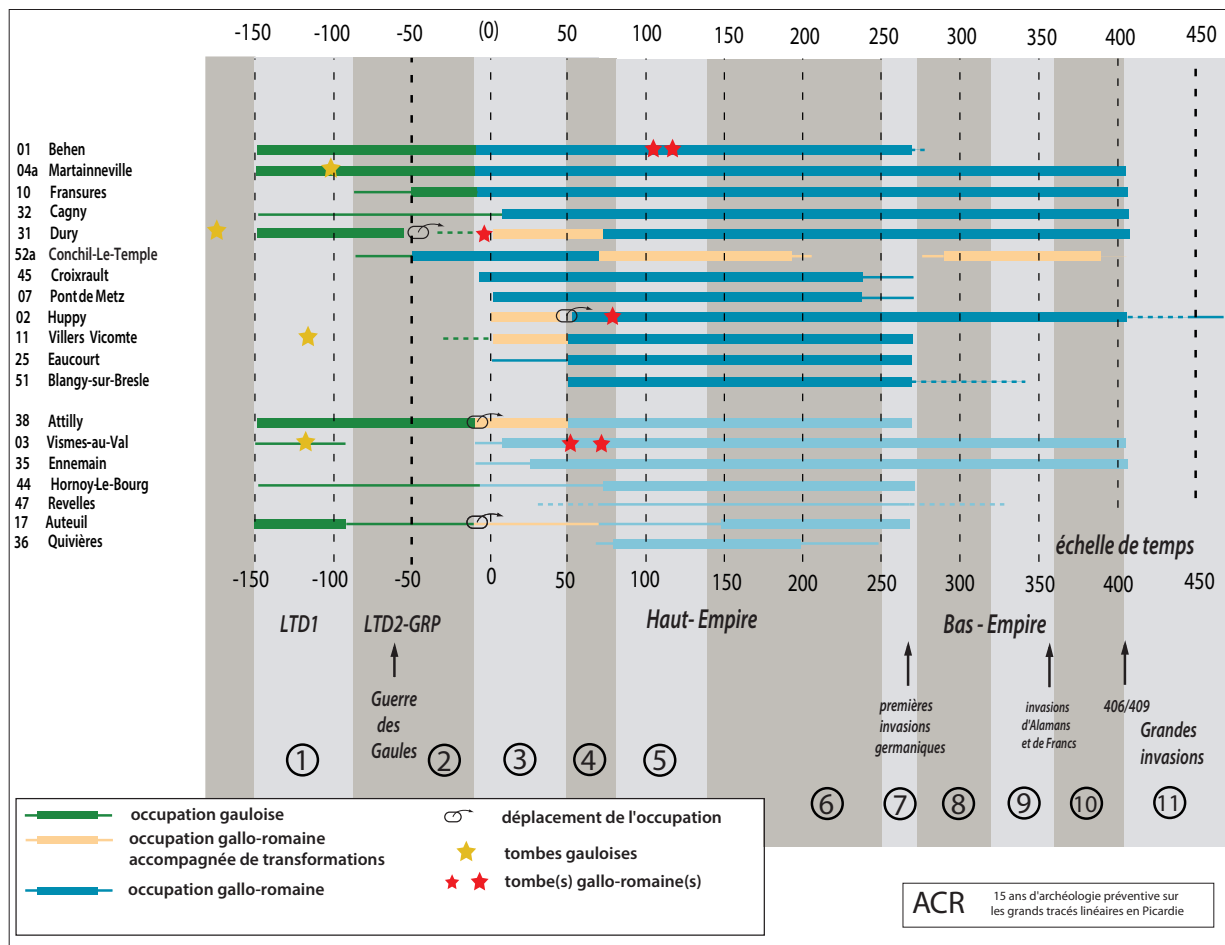 -150 -100 -50 (0) 50 100 150 200 250 300 350 400 450
01 Behen
04a Martainneville
10 Fransures
32 Cagny
31 Dury
52a Conchil-Le-Temple
45 Croixrault
07 Pont de Metz
02 Huppy
11 Villers Vicomte
25 Eaucourt
51 Blangy-sur-Bresle
38 Attilly
03 Vismes-au-Val
35 Ennemain
44 Hornoy-Le-Bourg
47 Revelles
17 Auteuil
36 Quivières
échelle de temps
-150 -100 -50 0 50 100 150 200 250 300 350 400 450
LTD1 LTD2-GRP Haut- Empire Bas - Empire
Guerre
des
Gaules
premières
invasions
germaniques
invasions
d'Alamans
et de Francs
406/409
Grandes
invasions
1 2 3 4 5
6 7 8 9 10 11
occupation gauloise
occupation gallo-romaine
accompagnée de transformations
occupation gallo-romaine
déplacement de l'occupation
tombes gauloises
tombe(s) gallo-romaine(s)
ACR
15 ans d'archéologie préventive sur
les grands tracés linéaires en Picardie